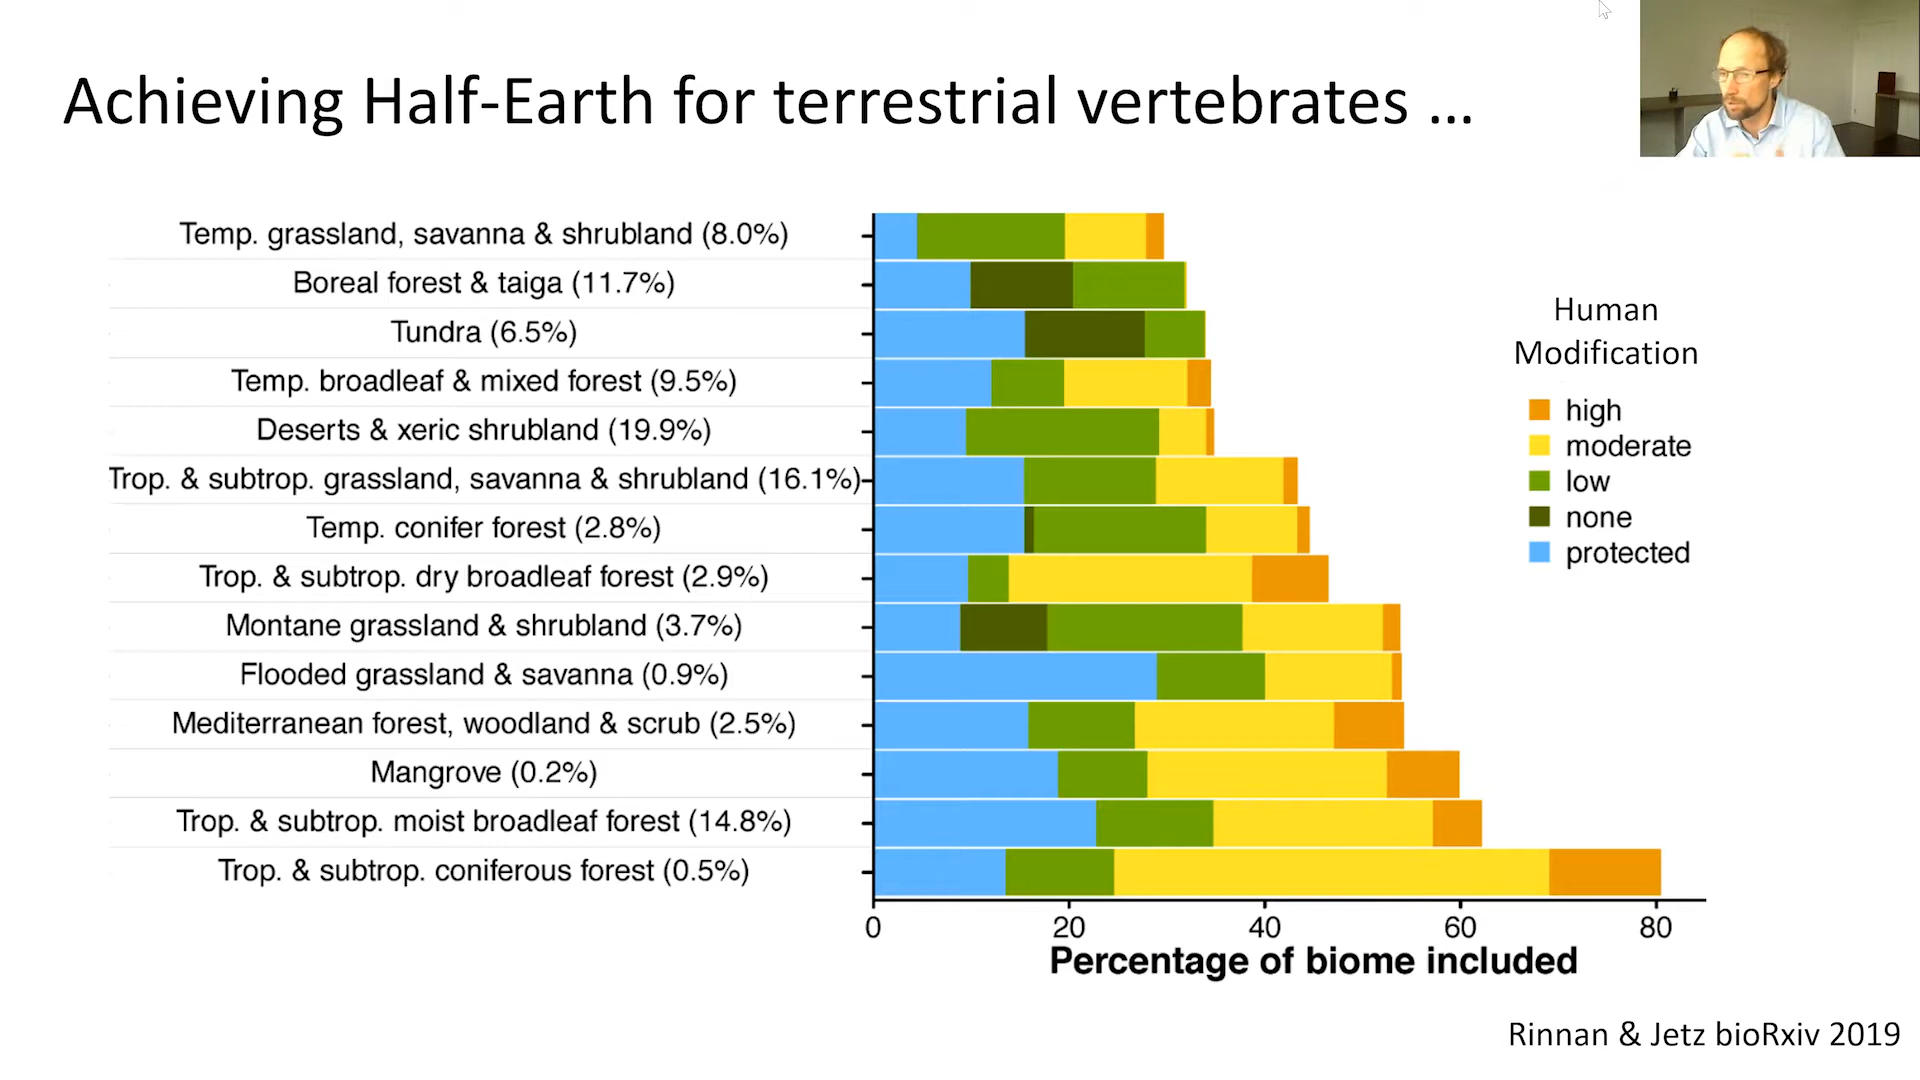 Achieving Half-Earth for terrestrial vertebrates ...
Temp. grassland, savanna & shrubland (8.0%)
Boreal forest & taiga (11.7%)
Tundra (6.5%)
Temp. broadleaf & mixed forest (9.5%)
Deserts & xeric shrubland (19.9%)
Trop. & subtrop. grassland, savanna & shrubland (16.1%)
Temp. conifer forest (2.8%)
Trop. & subtrop. dry broadleaf forest (2.9%)
Montane grassland & shrubland (3.7%)
Flooded grassland & savanna (0.9%)
Mediterranean forest, woodland & scrub (2.5%)
Mangrove (0.2%)
Trop. & subtrop. moist broadleaf forest (14.8%)
Trop. & subtrop. coniferous forest (0.5%)
0 20 40 60 80
Percentage of biome included
Human
Modification
high
moderate
low
none
protected
Rinnan & Jetz bioRxiv 2019